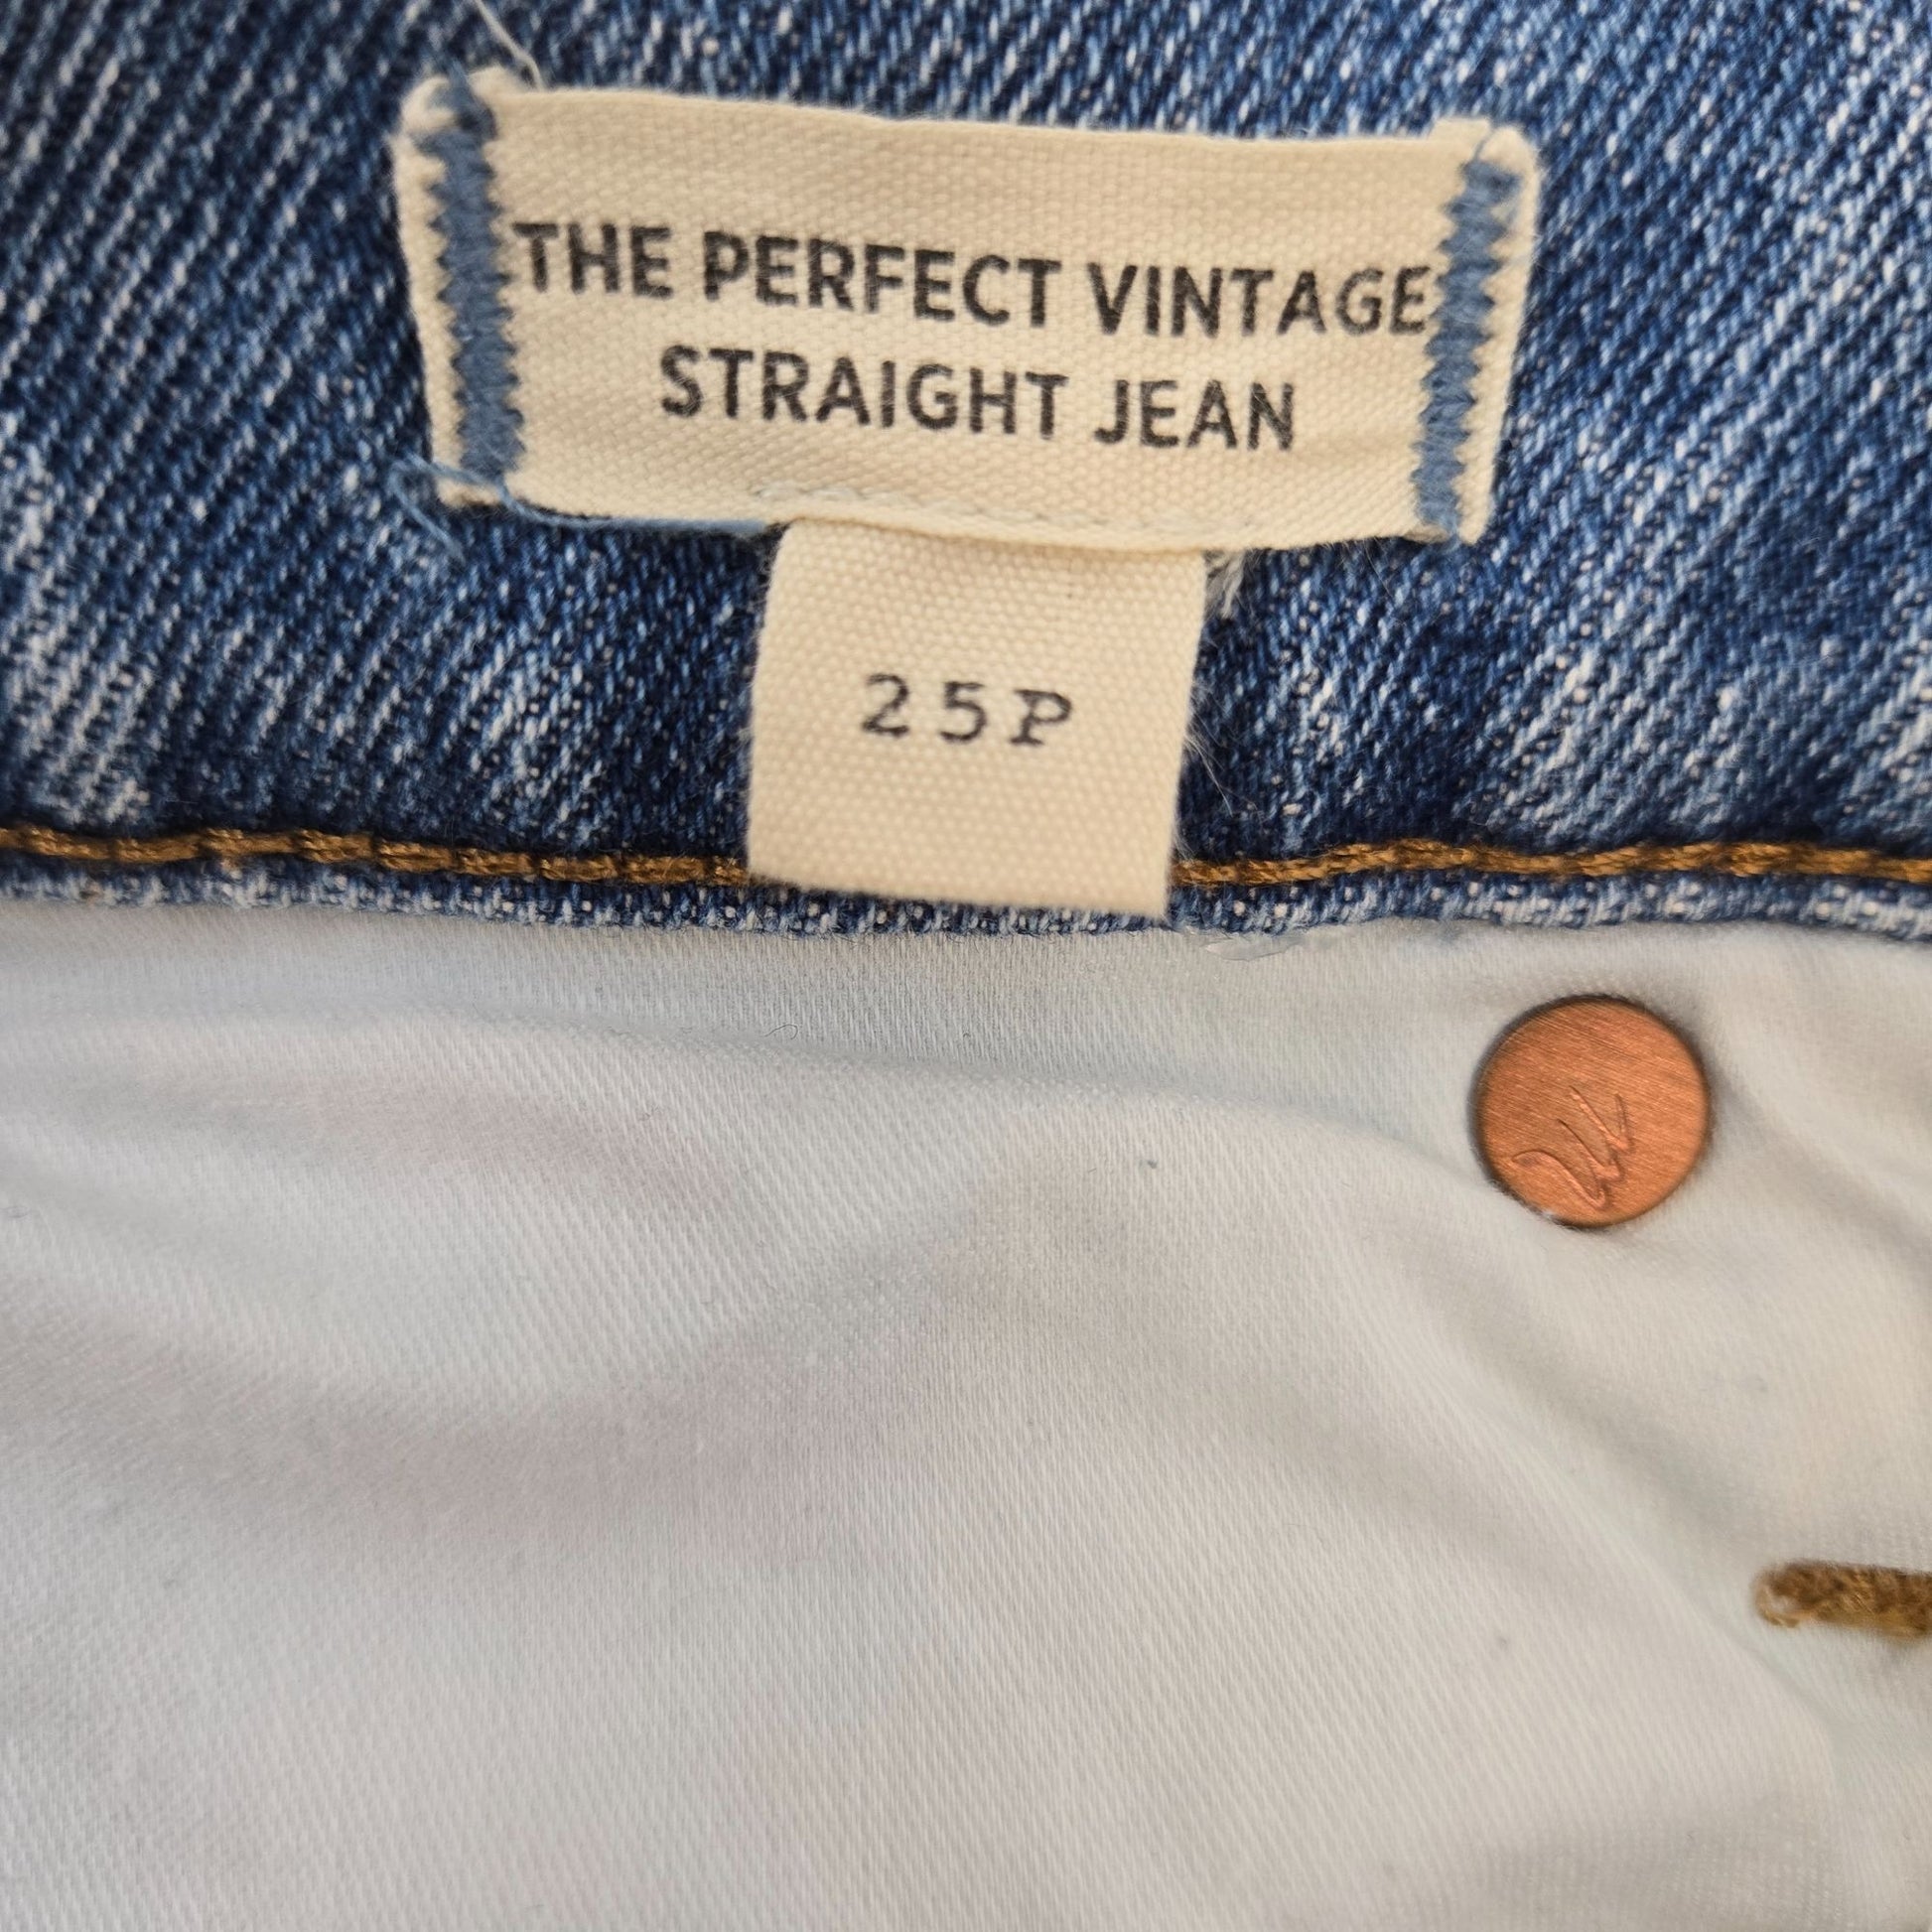 THE PERFECT VINTAGE
STRAIGHT JEAN
25P